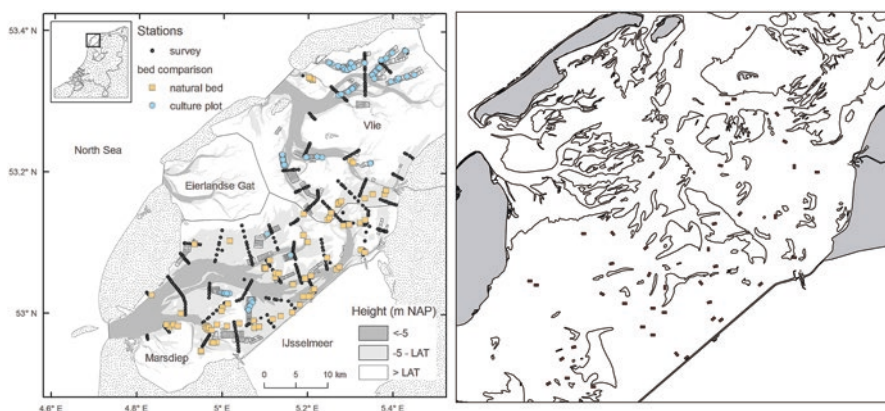 53.4° N
53.2° N
53° N
Stations
survey
bed comparison
natural bed
culture plot
North Sea
Vlie
Eierlandse Gat
Marsdiep
IJsselmeer
Height (m NAP)
<-5
-5 - LAT
> LAT
0 5 10 km
4.6° E
4.8° E
5° E
5.2° E
5.4° E